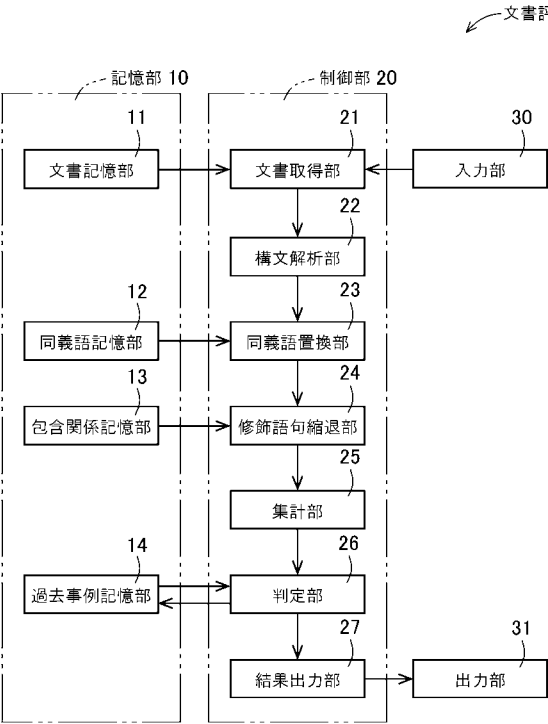 文書評
記憶部 10
制御部 20
11
21
30
文書記憶部
文書取得部
入力部
22
構文解析部
12
23
同義語記憶部
同義語置換部
13
24
包含関係記憶部
修飾語句縮退部
25
集計部
14
26
過去事例記憶部
判定部
27
31
結果出力部
出力部